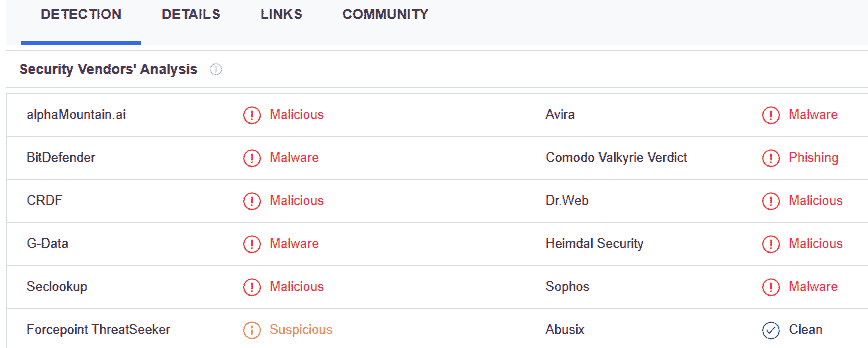 DETECTION DETAILS LINKS COMMUNITY
Security Vendors' Analysis
alphaMountain.ai Malicious Avira Malware
BitDefender Malware Comodo Valkyrie Verdict Phishing
CRDF Malicious Dr.Web Malicious
G-Data Malware Heimdal Security Malicious
Seclookup Malicious Sophos Malware
Forcepoint ThreatSeeker Suspicious Abusix Clean